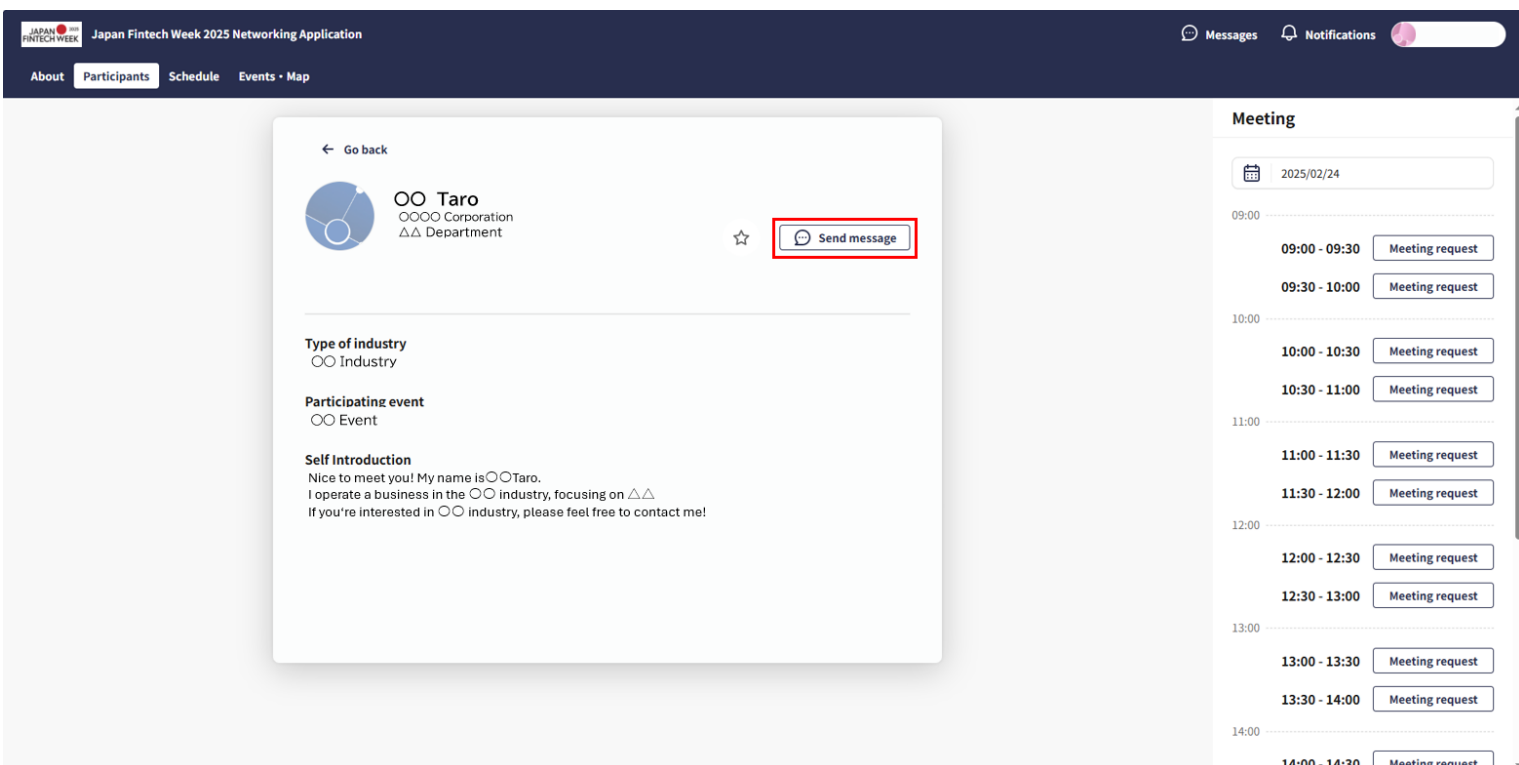 JAPAN 2025
FINTECH WEEK
Japan Fintech Week 2025 Networking Application
Messages
Notifications
About
Participants
Schedule
Events・Map
Go back
〇〇 Taro
〇〇〇〇 Corporation
△△ Department
Send message
Type of industry
〇〇 Industry
Participating event
〇〇 Event
Self Introduction
Nice to meet you! My name is〇〇Taro.
I operate a business in the 〇〇 industry, focusing on △△
If you're interested in 〇〇 industry, please feel free to contact me!
Meeting
2025/02/24
09:00
09:00 - 09:30 Meeting request
09:30 - 10:00 Meeting request
10:00
10:00 - 10:30 Meeting request
10:30 - 11:00 Meeting request
11:00
11:00 - 11:30 Meeting request
11:30 - 12:00 Meeting request
12:00
12:00 - 12:30 Meeting request
12:30 - 13:00 Meeting request
13:00
13:00 - 13:30 Meeting request
13:30 - 14:00 Meeting request
14:00
14:00 - 14:30 Meeting request